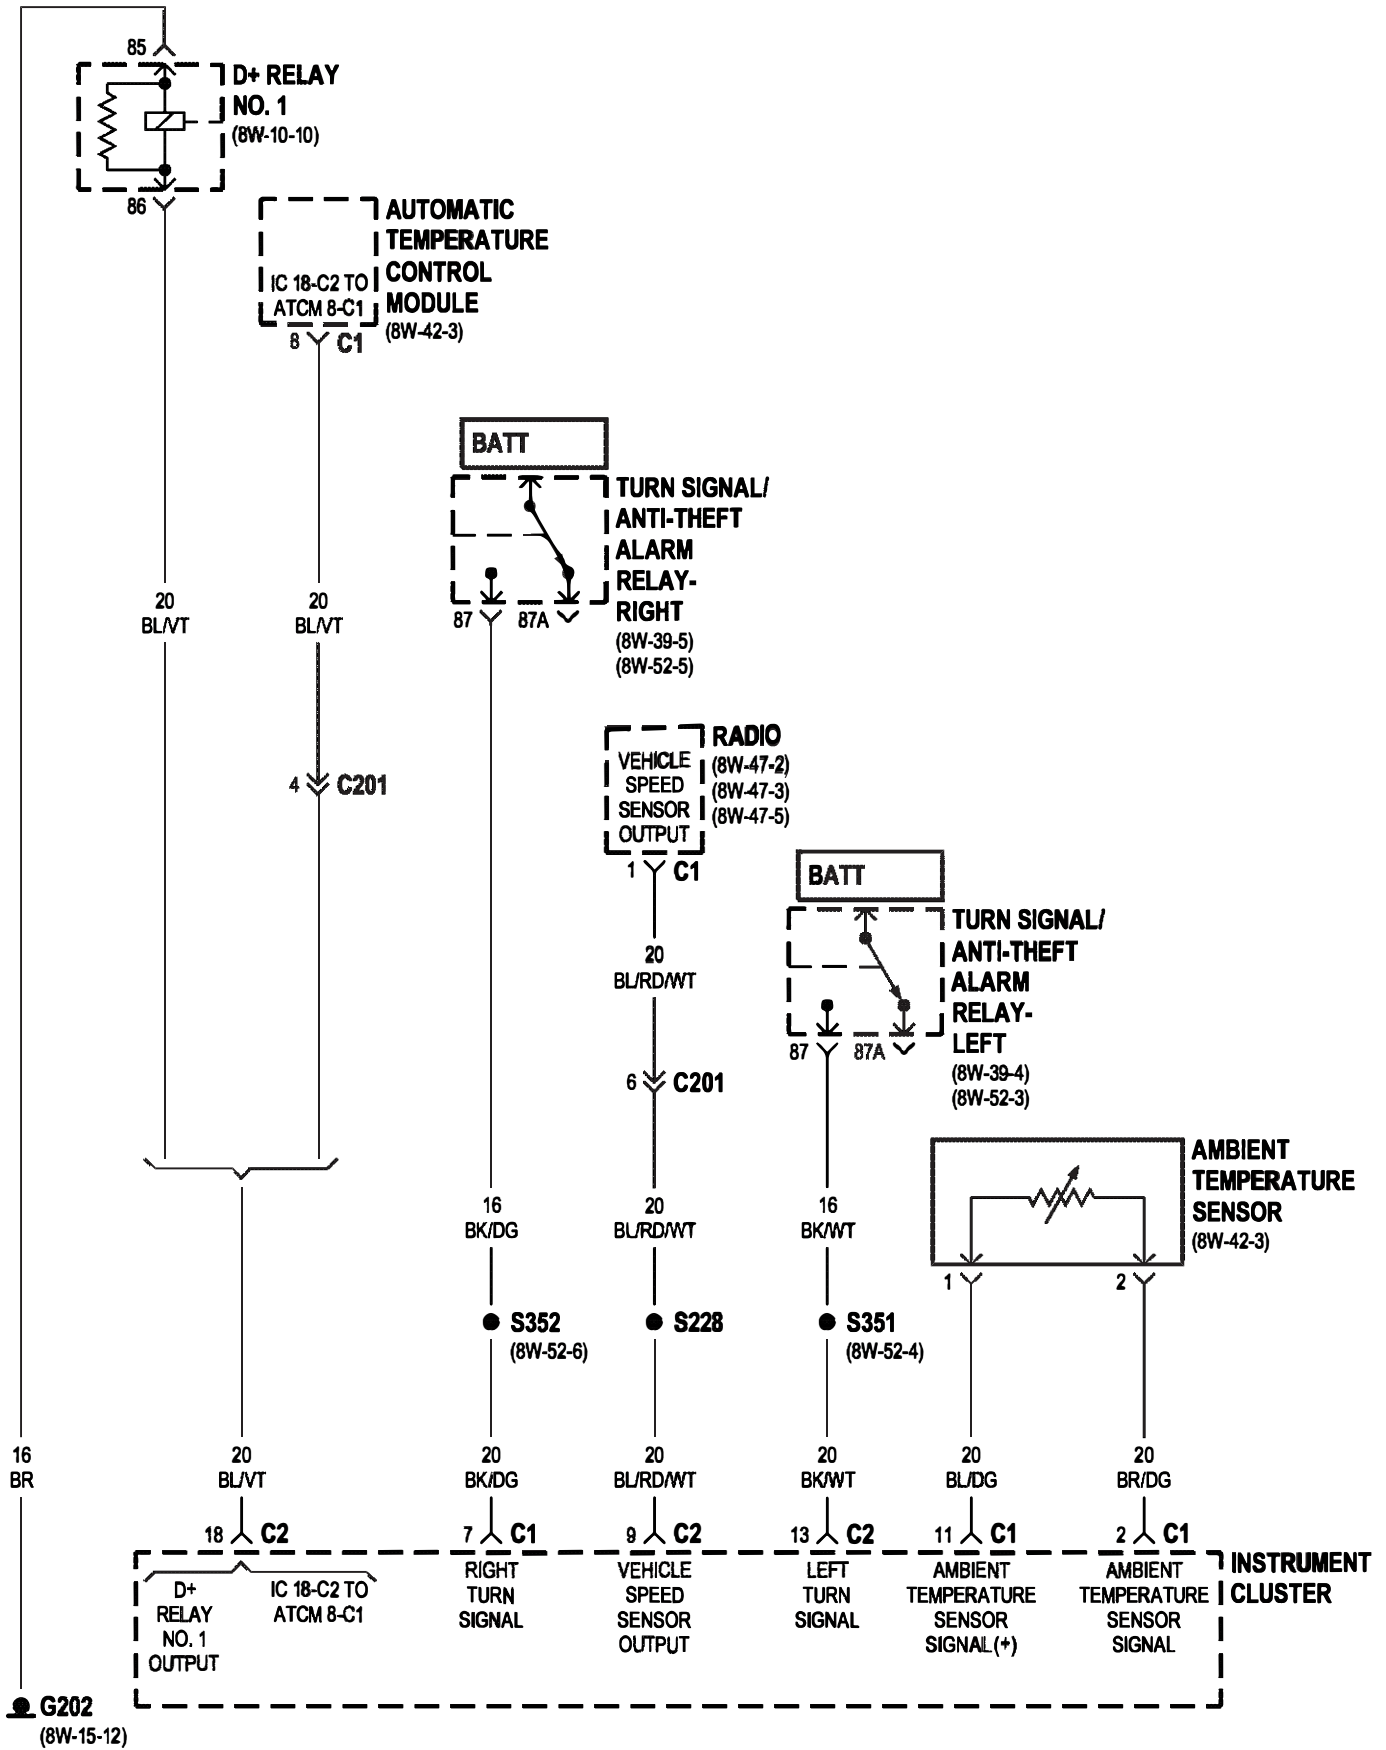 85
D+ RELAY
NO. 1
(8W-10-10)
86
AUTOMATIC
TEMPERATURE
CONTROL
MODULE
(8W-42-3)
IC 18-C2 TO
ATCM 8-C1
8 C1
BATT
TURN SIGNAL/
ANTI-THEFT
ALARM
RELAY-
RIGHT
(8W-39-5)
(8W-52-5)
87 87A
20
BL/VT
20
BL/VT
4 C201
RADIO
(8W-47-2)
(8W-47-3)
(8W-47-5)
VEHICLE
SPEED
SENSOR
OUTPUT
1 C1
BATT
TURN SIGNAL/
ANTI-THEFT
ALARM
RELAY-
LEFT
(8W-39-4)
(8W-52-3)
87 87A
20
BL/RD/WT
6 C201
AMBIENT
TEMPERATURE
SENSOR
(8W-42-3)
1 2
16
BK/DG
20
BL/RD/WT
16
BK/WT
S352
(8W-52-6)
S228
S351
(8W-52-4)
16
BR
20
BL/VT
20
BK/DG
20
BL/RD/WT
20
BK/WT
20
BL/DG
20
BR/DG
18 C2
7 C1
9 C2
13 C2
11 C1
2 C1
INSTRUMENT
CLUSTER
D+
RELAY
NO. 1
OUTPUT
IC 18-C2 TO
ATCM 8-C1
RIGHT
TURN
SIGNAL
VEHICLE
SPEED
SENSOR
OUTPUT
LEFT
TURN
SIGNAL
AMBIENT
TEMPERATURE
SENSOR
SIGNAL(+)
AMBIENT
TEMPERATURE
SENSOR
SIGNAL
G202
(8W-15-12)